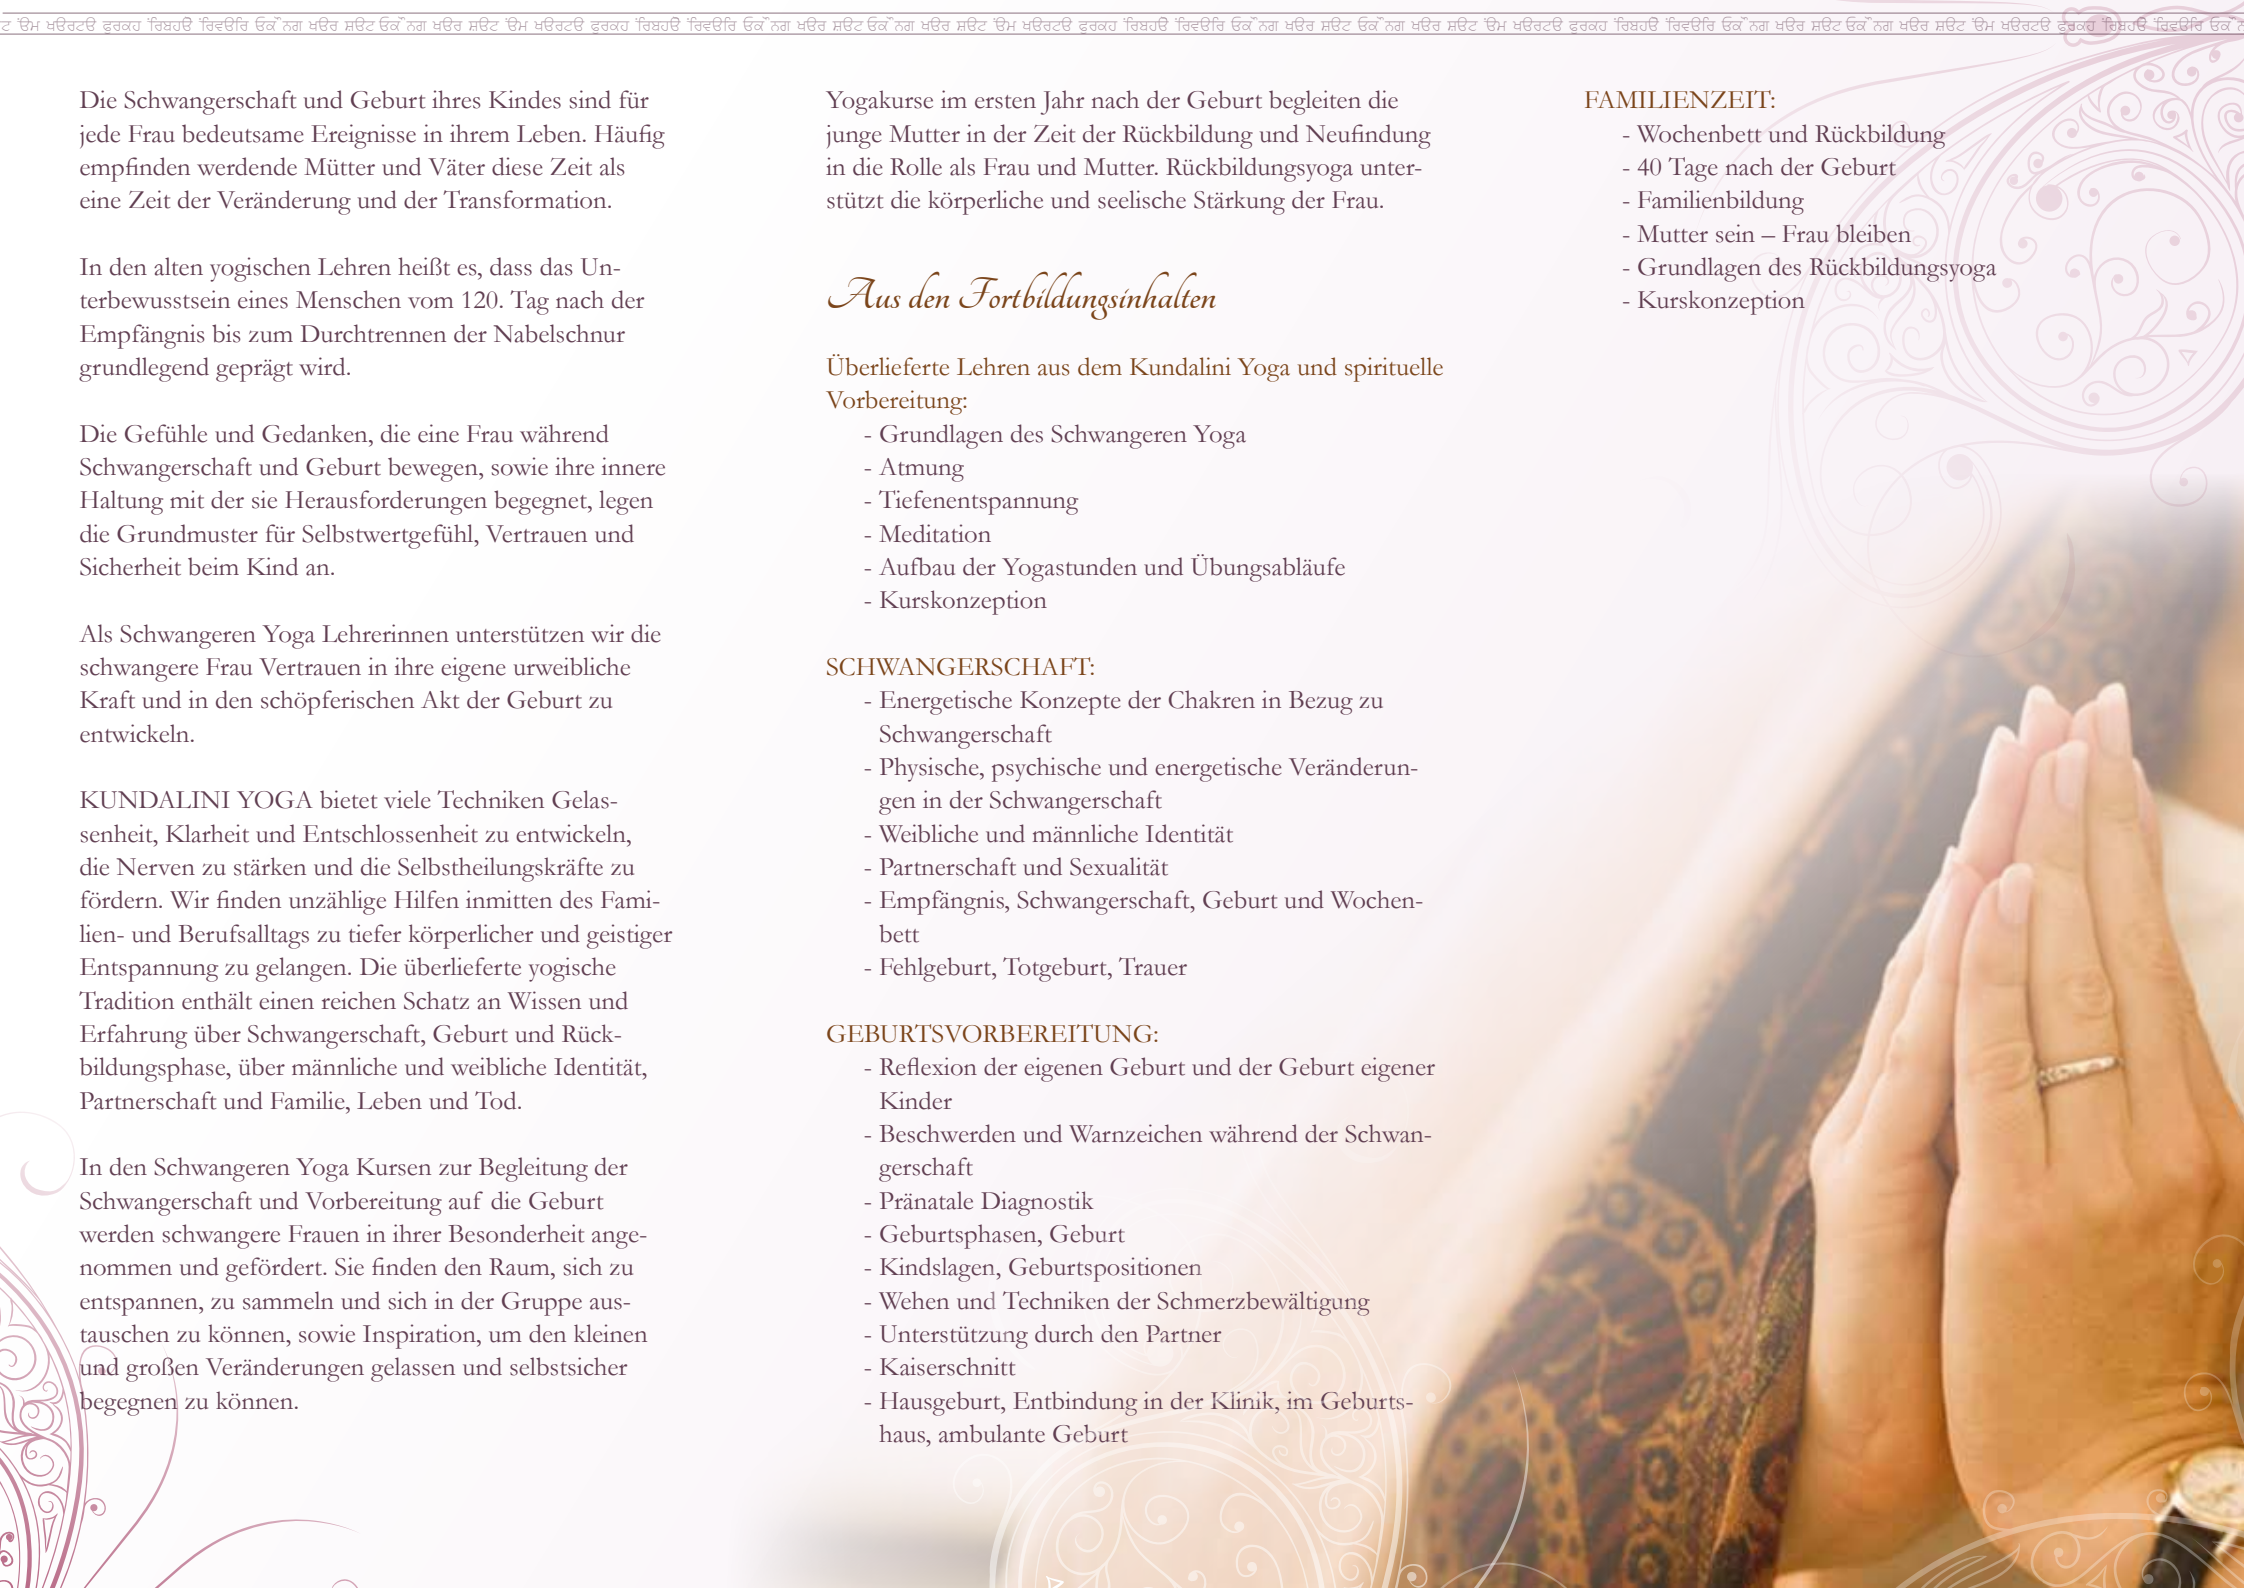 Die Schwangerschaft und Geburt ihres Kindes sind für
jede Frau bedeutsame Ereignisse in ihrem Leben. Häufig
empfinden werdende Mütter und Väter diese Zeit als
eine Zeit der Veränderung und der Transformation.
In den alten yogischen Lehren heißt es, dass das Un-
terbewusstsein eines Menschen vom 120. Tag nach der
Empfängnis bis zum Durchtrennen der Nabelschnur
grundlegend geprägt wird.
Die Gefühle und Gedanken, die eine Frau während
Schwangerschaft und Geburt bewegen, sowie ihre innere
Haltung mit der sie Herausforderungen begegnet, legen
die Grundmuster für Selbstwertgefühl, Vertrauen und
Sicherheit beim Kind an.
Als Schwangeren Yoga Lehrerinnen unterstützen wir die
schwangere Frau Vertrauen in ihre eigene urweibliche
Kraft und in den schöpferischen Akt der Geburt zu
entwickeln.
KUNDALINI YOGA bietet viele Techniken Gelas-
senheit, Klarheit und Entschlossenheit zu entwickeln,
die Nerven zu stärken und die Selbstheilungskräfte zu
fördern. Wir finden unzählige Hilfen inmitten des Fami-
lien- und Berufsalltags zu tiefer körperlicher und geistiger
Entspannung zu gelangen. Die überlieferte yogische
Tradition enthält einen reichen Schatz an Wissen und
Erfahrung über Schwangerschaft, Geburt und Rück-
bildungsphase, über männliche und weibliche Identität,
Partnerschaft und Familie, Leben und Tod.
In den Schwangeren Yoga Kursen zur Begleitung der
Schwangerschaft und Vorbereitung auf die Geburt
werden schwangere Frauen in ihrer Besonderheit ange-
nommen und gefördert. Sie finden den Raum, sich zu
entspannen, zu sammeln und sich in der Gruppe aus-
tauschen zu können, sowie Inspiration, um den kleinen
und großen Veränderungen gelassen und selbstsicher
begegnen zu können.
Yogakurse im ersten Jahr nach der Geburt begleiten die
junge Mutter in der Zeit der Rückbildung und Neufindung
in die Rolle als Frau und Mutter. Rückbildungsyoga unter-
stützt die körperliche und seelische Stärkung der Frau.
Aus den Fortbildungsinhalten
Überlieferte Lehren aus dem Kundalini Yoga und spirituelle
Vorbereitung:
- Grundlagen des Schwangeren Yoga
- Atmung
- Tiefenentspannung
- Meditation
- Aufbau der Yogastunden und Übungsabläufe
- Kurskonzeption
SCHWANGERSCHAFT:
- Energetische Konzepte der Chakren in Bezug zu
Schwangerschaft
- Physische, psychische und energetische Veränderun-
gen in der Schwangerschaft
- Weibliche und männliche Identität
- Partnerschaft und Sexualität
- Empfängnis, Schwangerschaft, Geburt und Wochen-
bett
- Fehlgeburt, Totgeburt, Trauer
GEBURTSVORBEREITUNG:
- Reflexion der eigenen Geburt und der Geburt eigener
Kinder
- Beschwerden und Warnzeichen während der Schwan-
gerschaft
- Pränatale Diagnostik
- Geburtsphasen, Geburt
- Kindslagen, Geburtspositionen
- Wehen und Techniken der Schmerzbewältigung
- Unterstützung durch den Partner
- Kaiserschnitt
- Hausgeburt, Entbindung in der Klinik, im Geburts-
haus, ambulante Geburt
FAMILIENZEIT:
- Wochenbett und Rückbildung
- 40 Tage nach der Geburt
- Familienbildung
- Mutter sein – Frau bleiben
- Grundlagen des Rückbildungsyoga
- Kurskonzeption